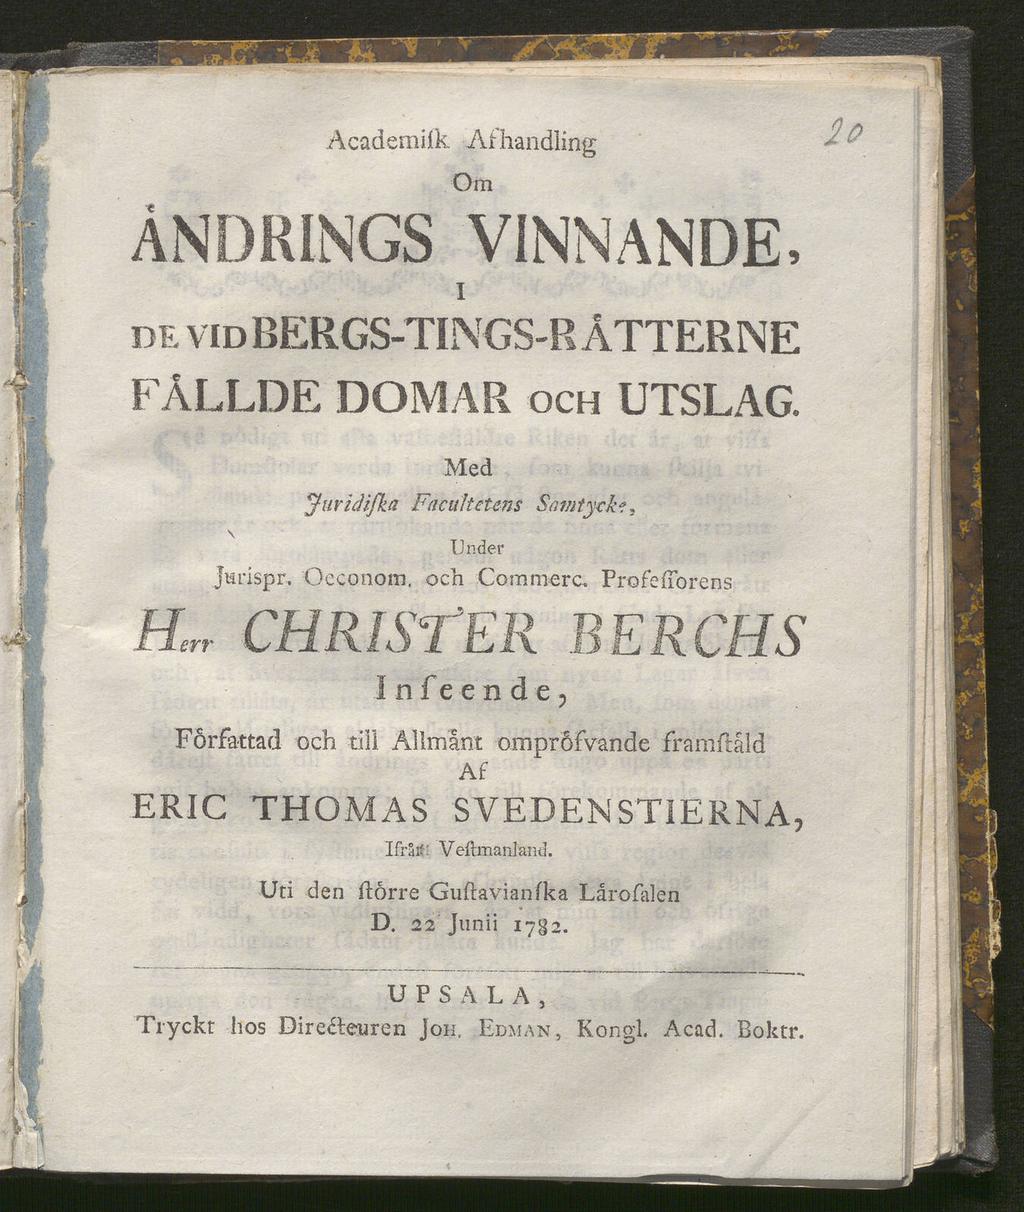 20
Academiſk Afhandling
Om
ÅNDRINGS VINNANDE,
I
DE VID BERGS-TINGS-RÅTTERNE
FÅLLDE DOMAR OCH UTSLAG.
Med
Juridiſka Facultetens Samtycke,
Under
Jurispr. Oeconom. och Commerc. Profeſſorens
Herr CHRISTER BERCHS
Inſeende,
Författad och till Allmånt ompröfvande framſtåld
Af
ERIC THOMAS SVEDENSTIERNA,
Ifrån Veſtmanland.
Uti den ſtörre Guſtavianſka Låroſalen
D. 22 Junii 1782.
UPSALA,
Tryckt hos Directeuren JOH. EDMAN, Kongl. Acad. Boktr.